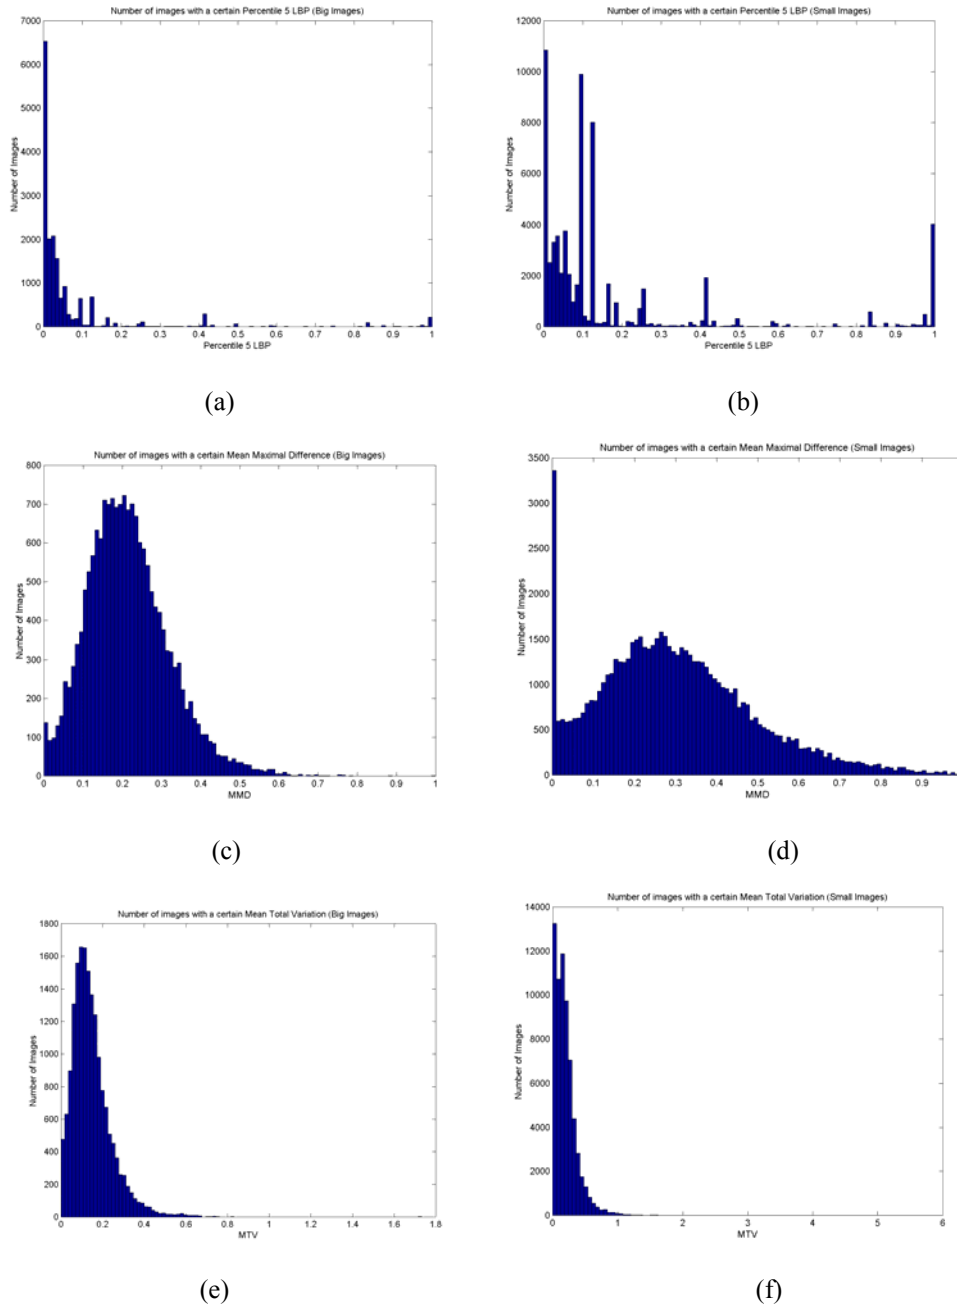 Number of images with a certain Percentile 5 LBP (Big Images)
7000
6000
5000
4000
3000
2000
1000
0
Number of Images
0 0.1 0.2 0.3 0.4 0.5 0.6 0.7 0.8 0.9 1
Percentile 5 LBP
(a)
Number of images with a certain Percentile 5 LBP (Small Images)
12000
10000
8000
6000
4000
2000
0
Number of Images
0 0.1 0.2 0.3 0.4 0.5 0.6 0.7 0.8 0.9 1
Percentile 5 LBP
(b)
Number of images with a certain Mean Maximal Difference (Big Images)
800
700
600
500
400
300
200
100
0
Number of Images
0 0.1 0.2 0.3 0.4 0.5 0.6 0.7 0.8 0.9 1
MMD
(c)
Number of images with a certain Mean Maximal Difference (Small Images)
3500
3000
2500
2000
1500
1000
500
0
Number of Images
0 0.1 0.2 0.3 0.4 0.5 0.6 0.7 0.8 0.9
MMD
(d)
Number of images with a certain Mean Total Variation (Big Images)
1800
1600
1400
1200
1000
800
600
400
200
0
Number of Images
0 0.2 0.4 0.6 0.8 1 1.2 1.4 1.6 1.8
MTV
(e)
Number of images with a certain Mean Total Variation (Small Images)
14000
12000
10000
8000
6000
4000
2000
0
Number of Images
0 1 2 3 4 5 6
MTV
(f)